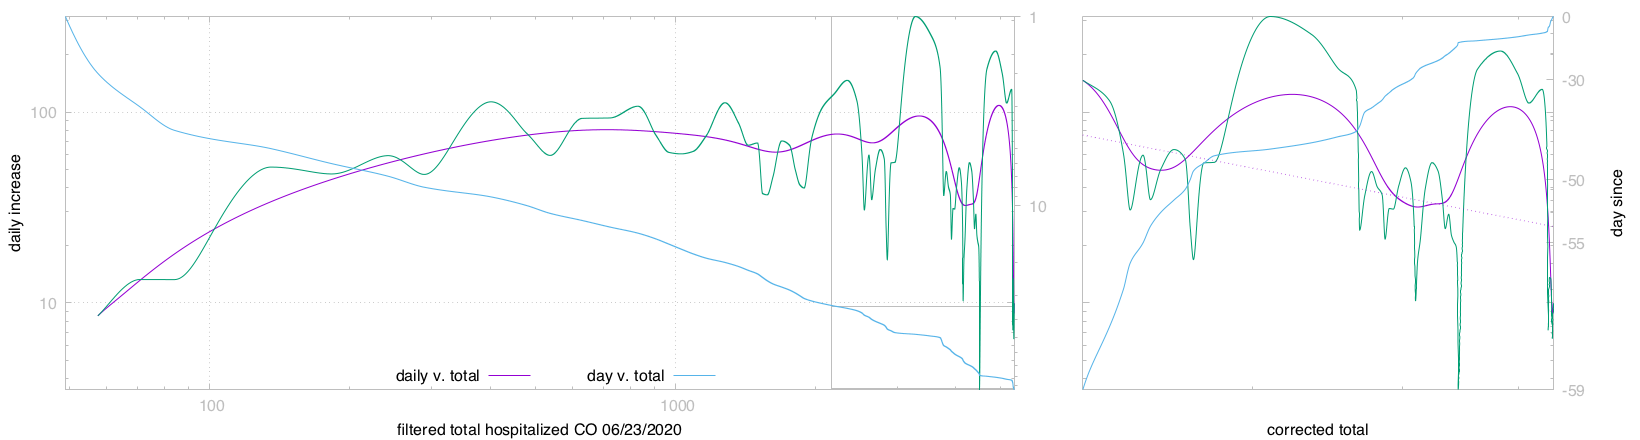 1
0
-30
100
-50
10
-55
10
daily increase
day since
daily v. total
day v. total
-59
100
1000
filtered total hospitalized CO 06/23/2020
corrected total